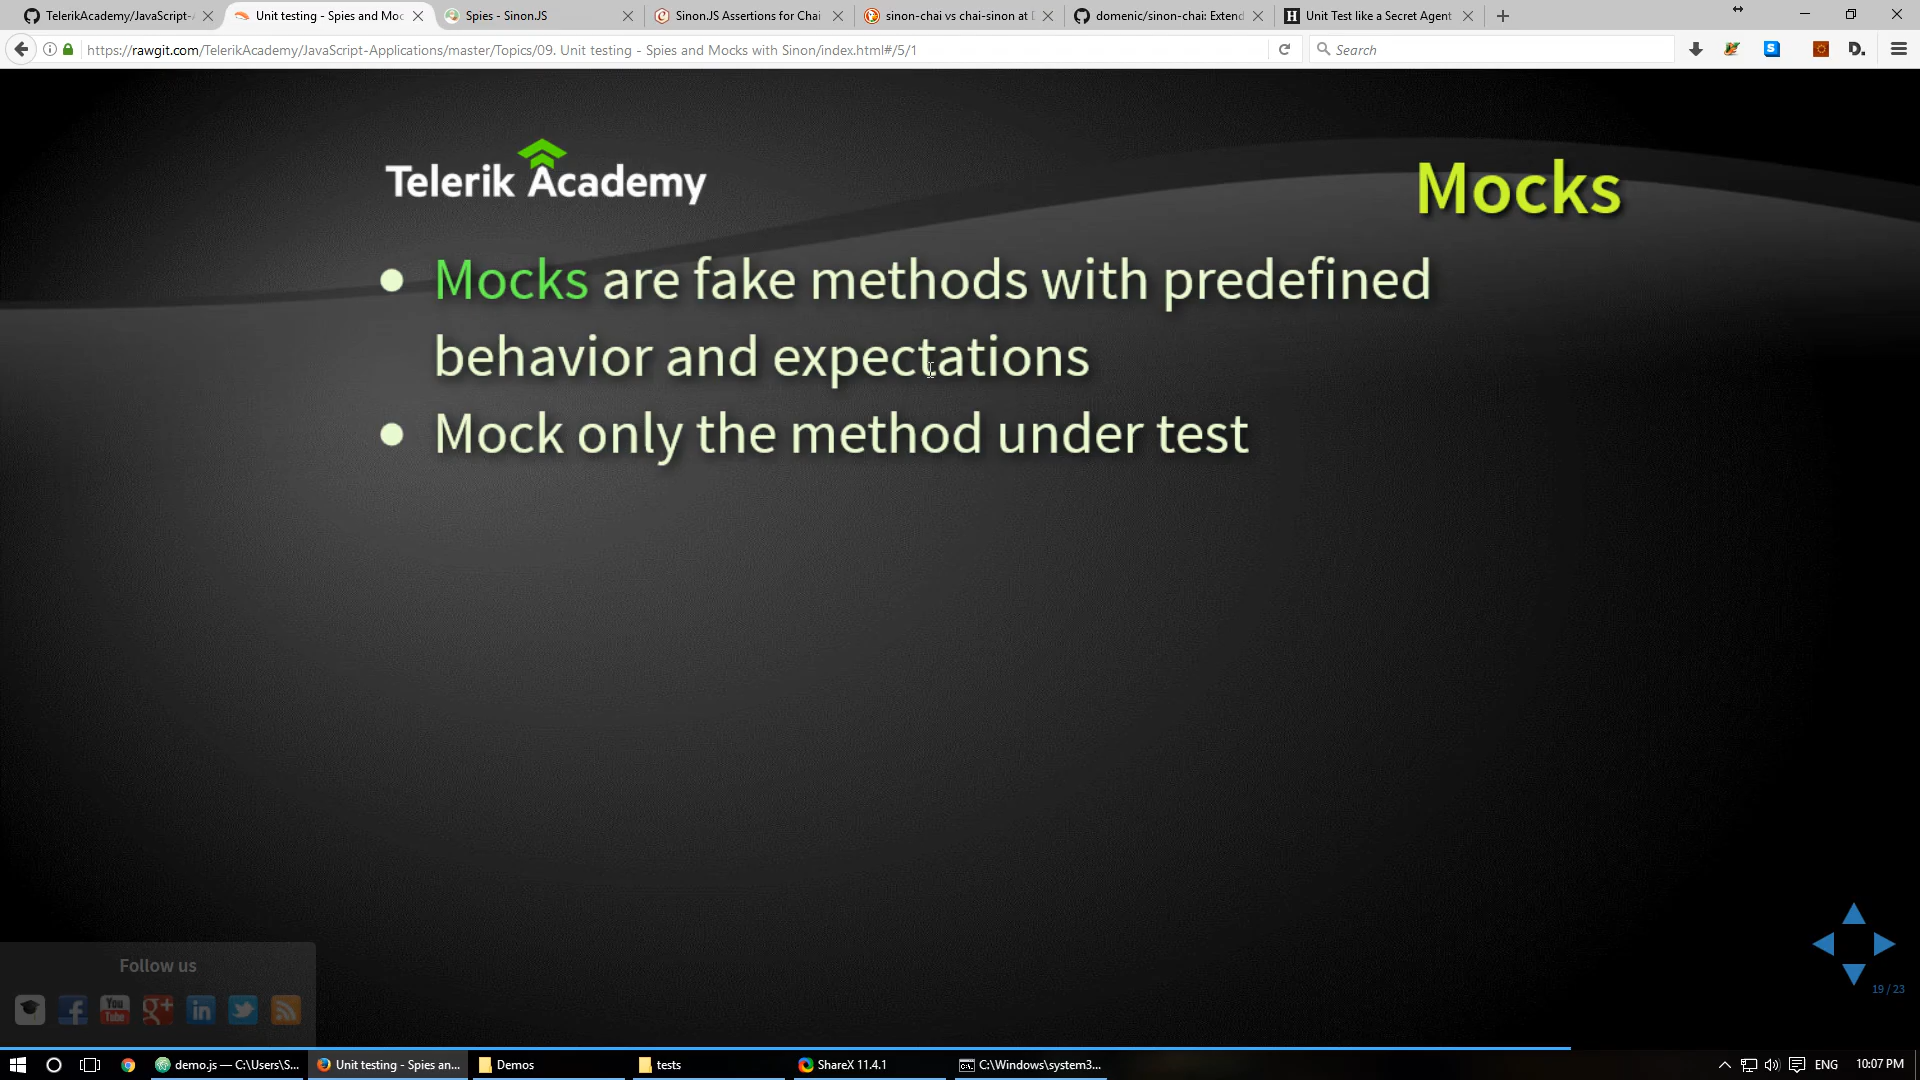 TelerikAcademy/JavaScript-A
Unit testing - Spies and Moc
Spies - Sinon.JS
Sinon.JS Assertions for Chai
sinon-chai vs chai-sinon at D
domenic/sinon-chai: Extend
Unit Test like a Secret Agent
https://rawgit.com/TelerikAcademy/JavaScript-Applications/master/Topics/09. Unit testing - Spies and Mocks with Sinon/index.html#/5/1
Search
Telerik Academy
Mocks
Mocks are fake methods with predefined
behavior and expectations
Mock only the method under test
19 / 23
Follow us
You
Tube
g+
in
demo.js — C:\Users\S...
Unit testing - Spies an...
Demos
tests
ShareX 11.4.1
C:\Windows\system3...
ENG
10:07 PM